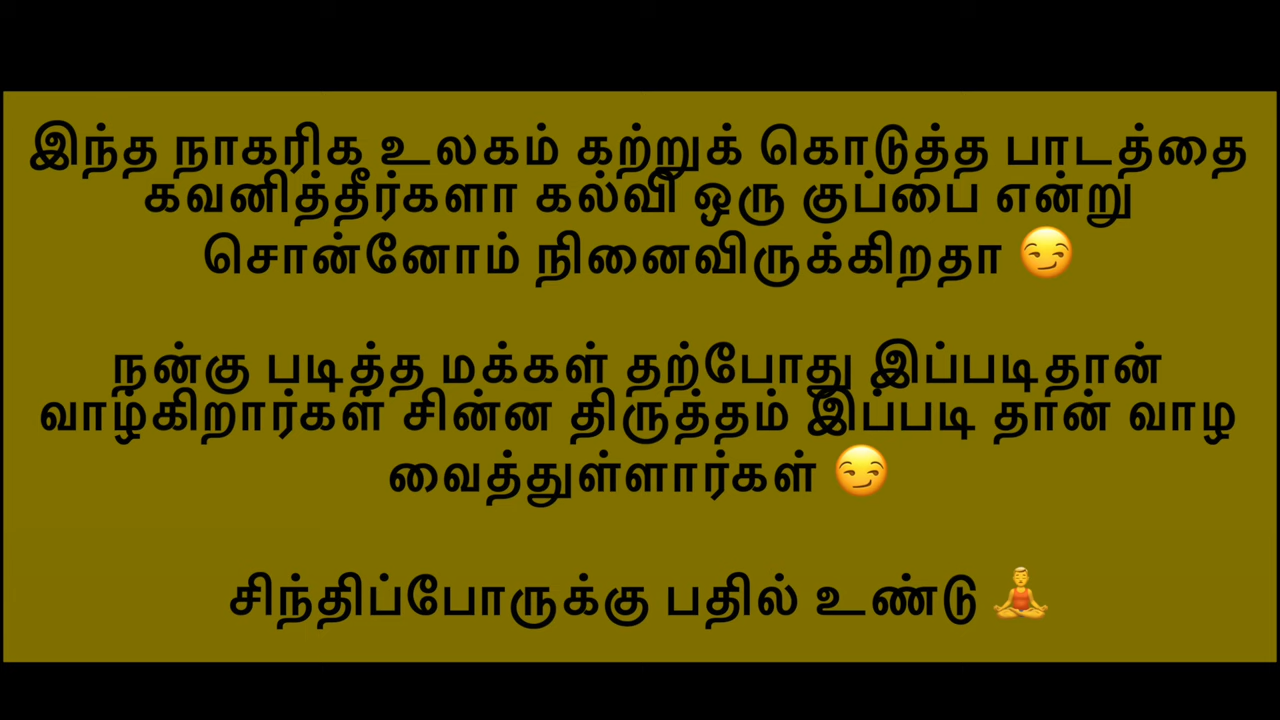 இந்த நாகரிக உலகம் கற்றுக் கொடுத்த பாடத்தை
கவனித்தீர்களா கல்வி ஒரு குப்பை என்று
சொன்னோம் நினைவிருக்கிறதா 😏
நன்கு படித்த மக்கள் தற்போது இப்படிதான்
வாழ்கிறார்கள் சின்ன திருத்தம் இப்படி தான் வாழ
வைத்துள்ளார்கள் 😏
சிந்திப்போருக்கு பதில் உண்டு 🧘‍♂️